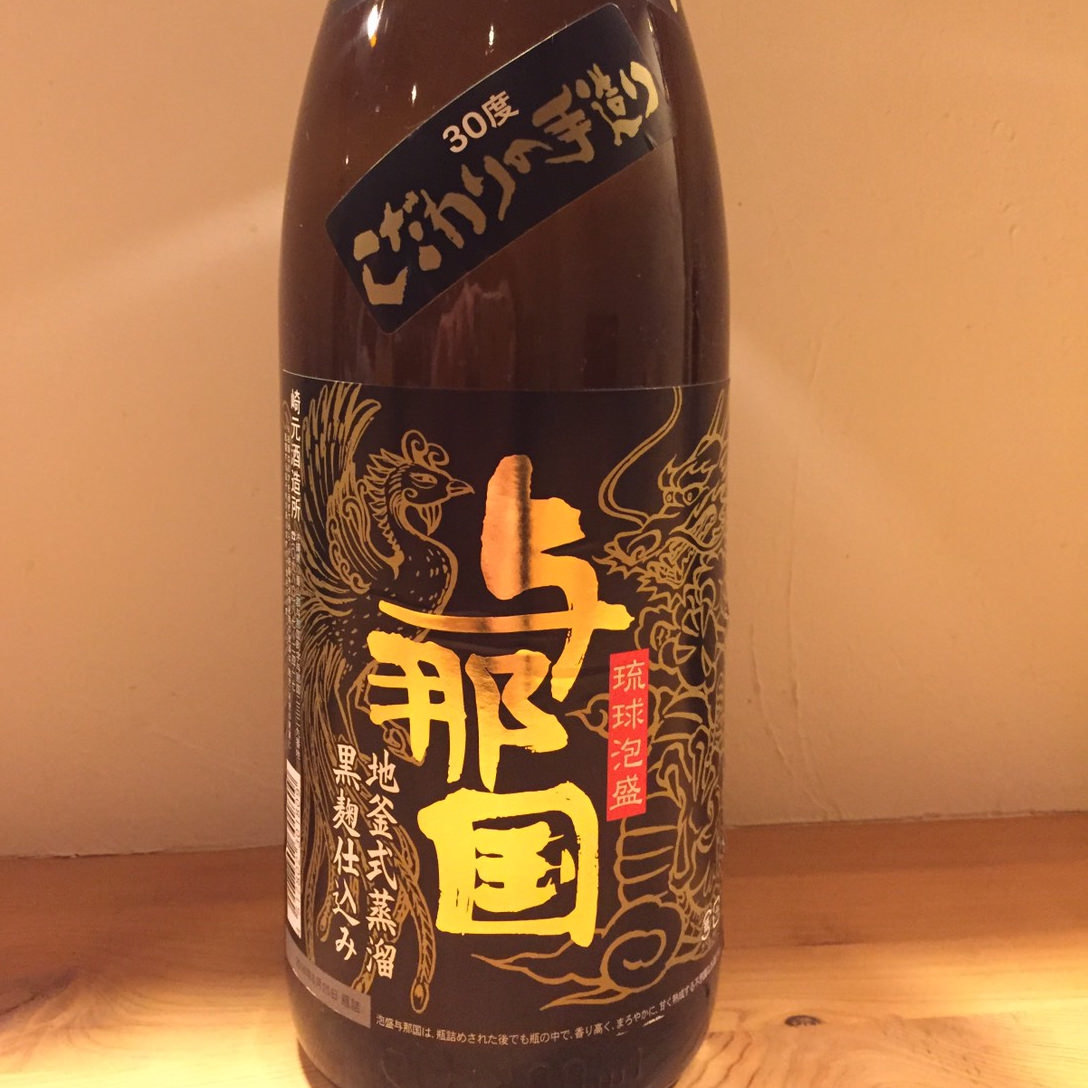 30度
こだわりの手造り
崎元酒造所
与那国
琉球泡盛
地釜式蒸溜
黒麹仕込み
泡盛与那国は、瓶詰めされた後でも瓶の中で、香り高く、まろやかに、甘く熟成する